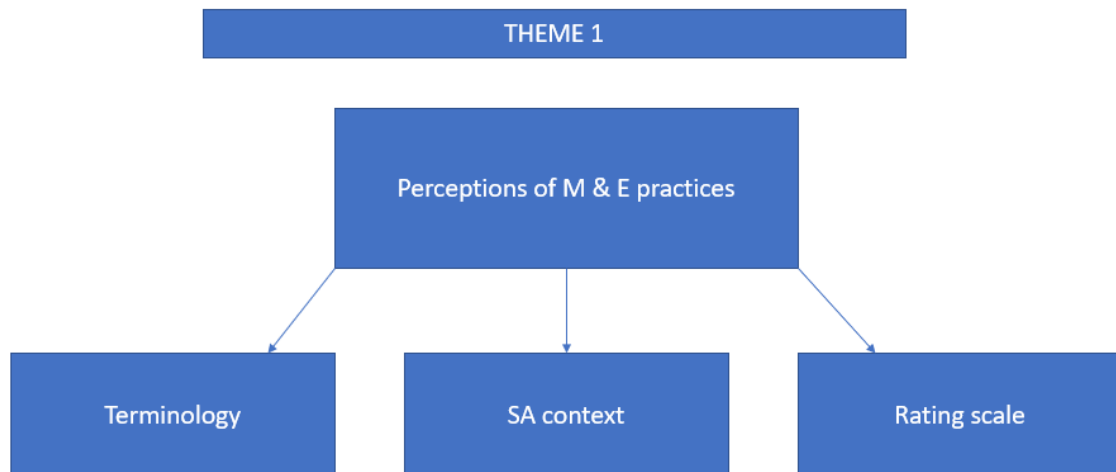 THEME 1
Perceptions of M & E practices
Terminology
SA context
Rating scale